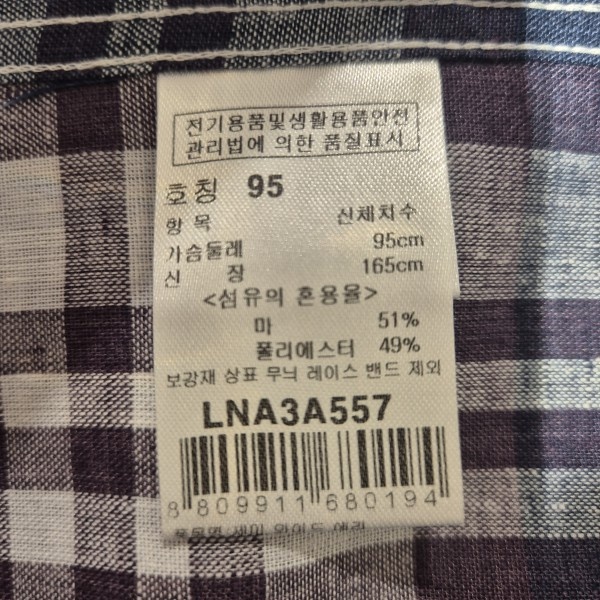 전기용품및생활용품안전
관리법에 의한 품질표시
호칭 95
항 목 신체치수
가슴둘레 95cm
신 장 165cm
<섬유의 혼용율>
마 51%
폴리에스터 49%
보강재 상표 무늬 레이스 밴드 제외
LNA3A557
8 809911 680194